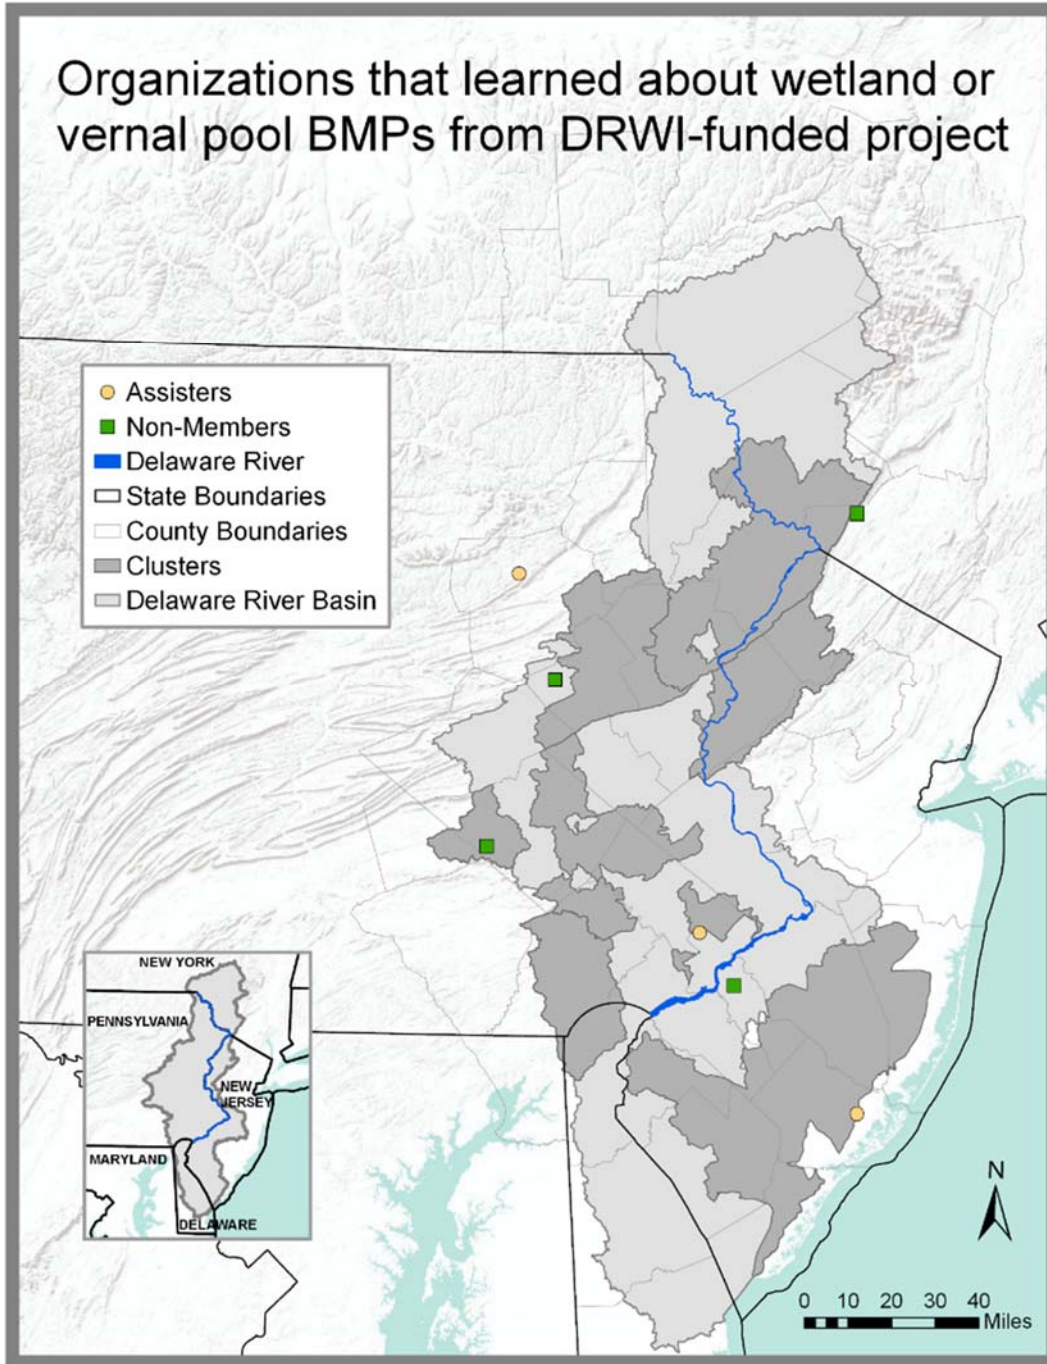 Organizations that learned about wetland or
vernal pool BMPs from DRWI-funded project
Assisters
Non-Members
Delaware River
State Boundaries
County Boundaries
Clusters
Delaware River Basin
NEW YORK
PENNSYLVANIA
NEW
JERSEY
MARYLAND
DELAWARE
N
0 10 20 30 40
Miles